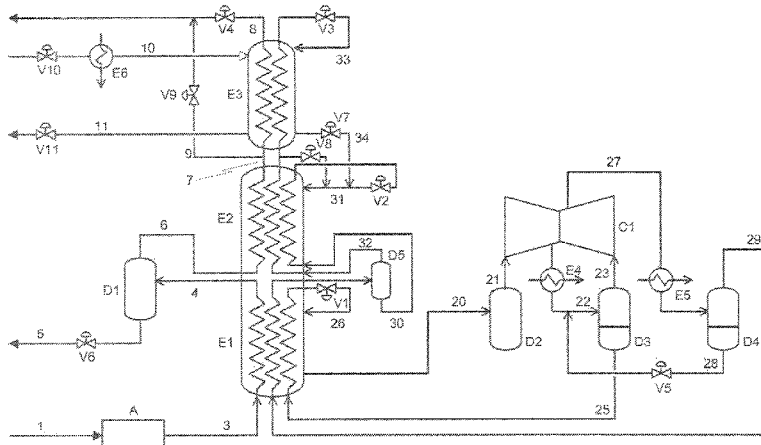 V4 8 V3
33
V10 E6 10
E3
V9
V7
V11 11
V8 34
9
7
31 V2
E2
6
32 D5
D1 4
V1
26 30
5 V6
E1
1 A 3
27
C1
29
21 E4 23
E5
20 22
D2 D3 D4
28
V5
25